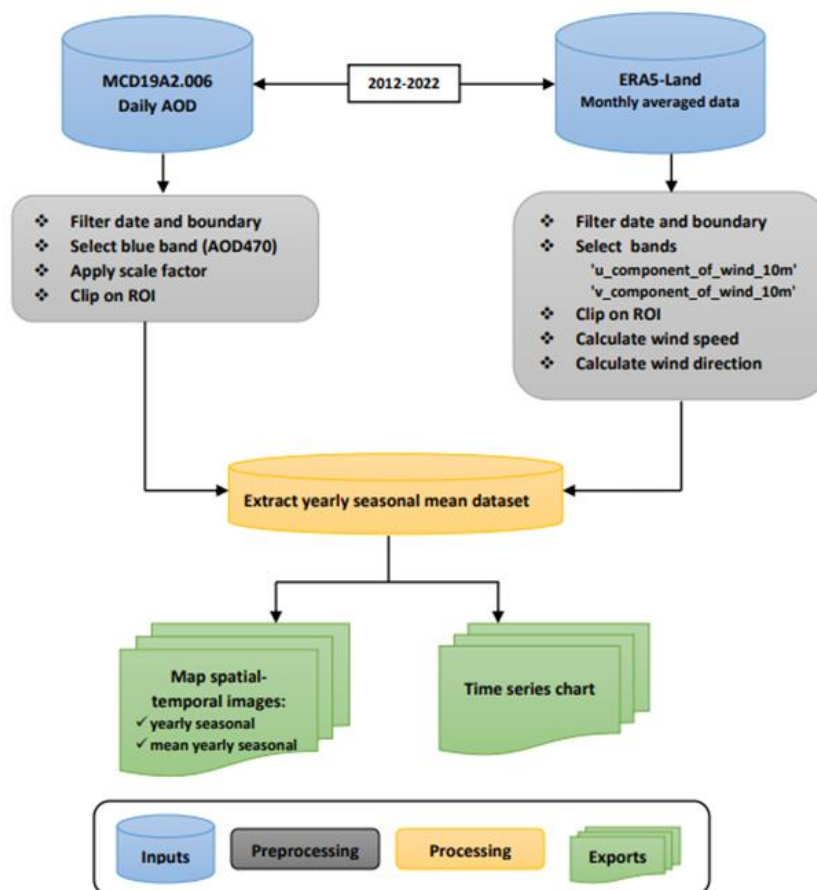 MCD19A2.006
Daily AOD
2012-2022
ERA5-Land
Monthly averaged data
❖ Filter date and boundary
❖ Select blue band (AOD470)
❖ Apply scale factor
❖ Clip on ROI
❖ Filter date and boundary
❖ Select bands
'u_component_of_wind_10m'
'v_component_of_wind_10m'
❖ Clip on ROI
❖ Calculate wind speed
❖ Calculate wind direction
Extract yearly seasonal mean dataset
Map spatial-
temporal images:
✓ yearly seasonal
✓ mean yearly seasonal
Time series chart
Inputs
Preprocessing
Processing
Exports